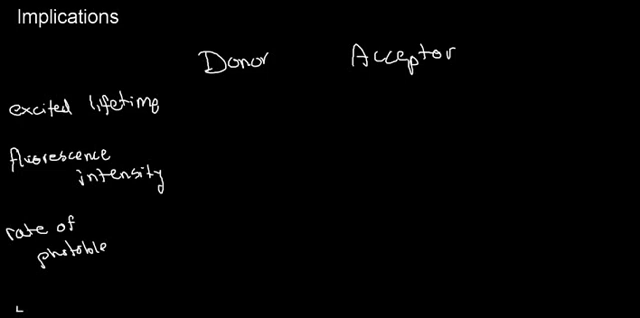 Implications
Donor Acceptor
excited lifetime
fluorescence
intensity
rate of
photoble